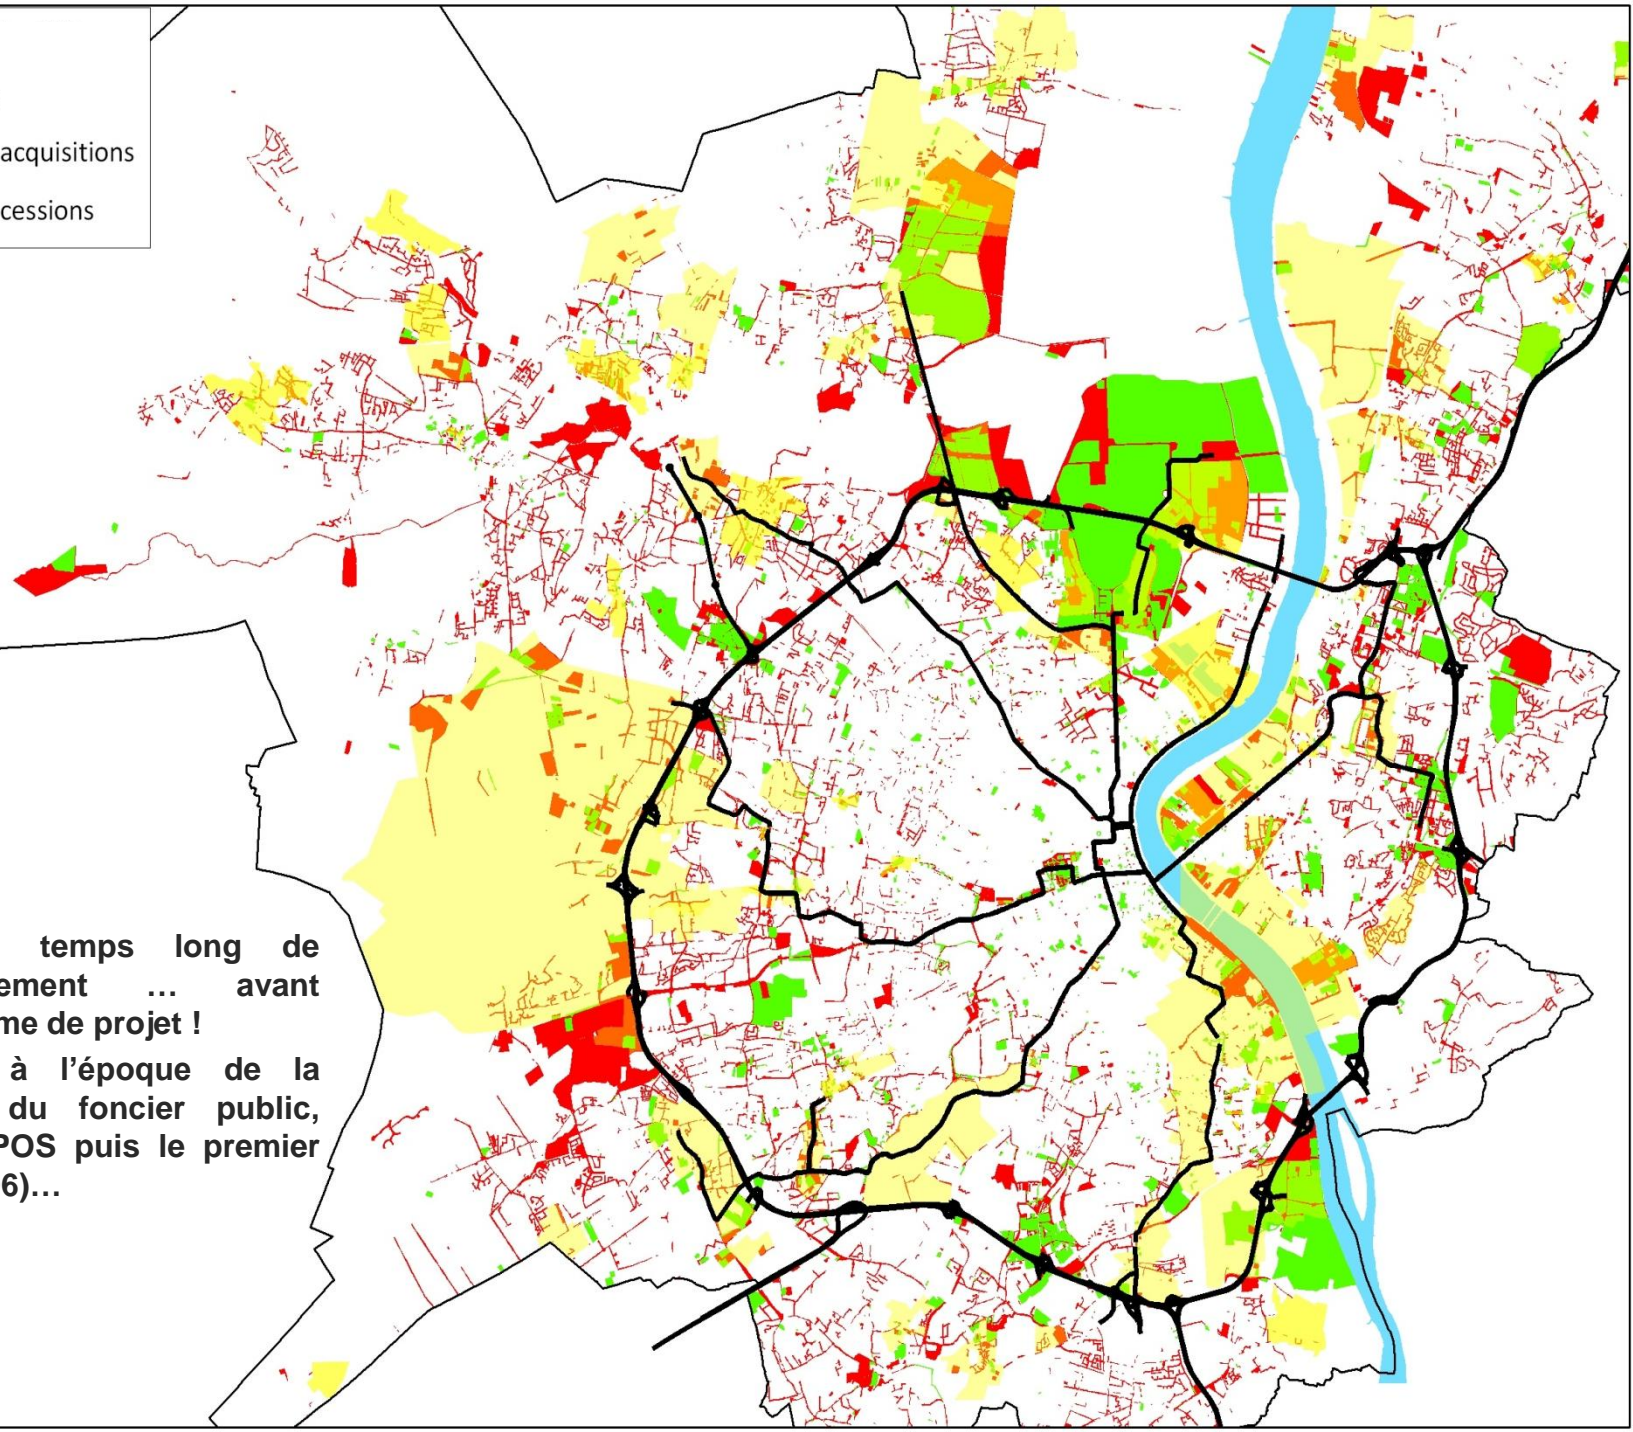 acquisitions
cessions
temps long de
ement … avant
me de projet !
à l’époque de la
du foncier public,
POS puis le premier
6)…